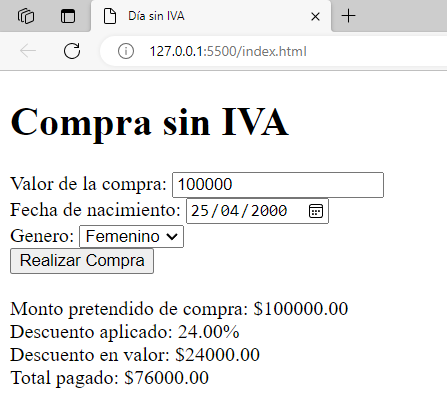 Día sin IVA
127.0.0.1:5500/index.html
Compra sin IVA
Valor de la compra: 100000
Fecha de nacimiento: 25/04/2000
Genero: Femenino
Realizar Compra
Monto pretendido de compra: $100000.00
Descuento aplicado: 24.00%
Descuento en valor: $24000.00
Total pagado: $76000.00